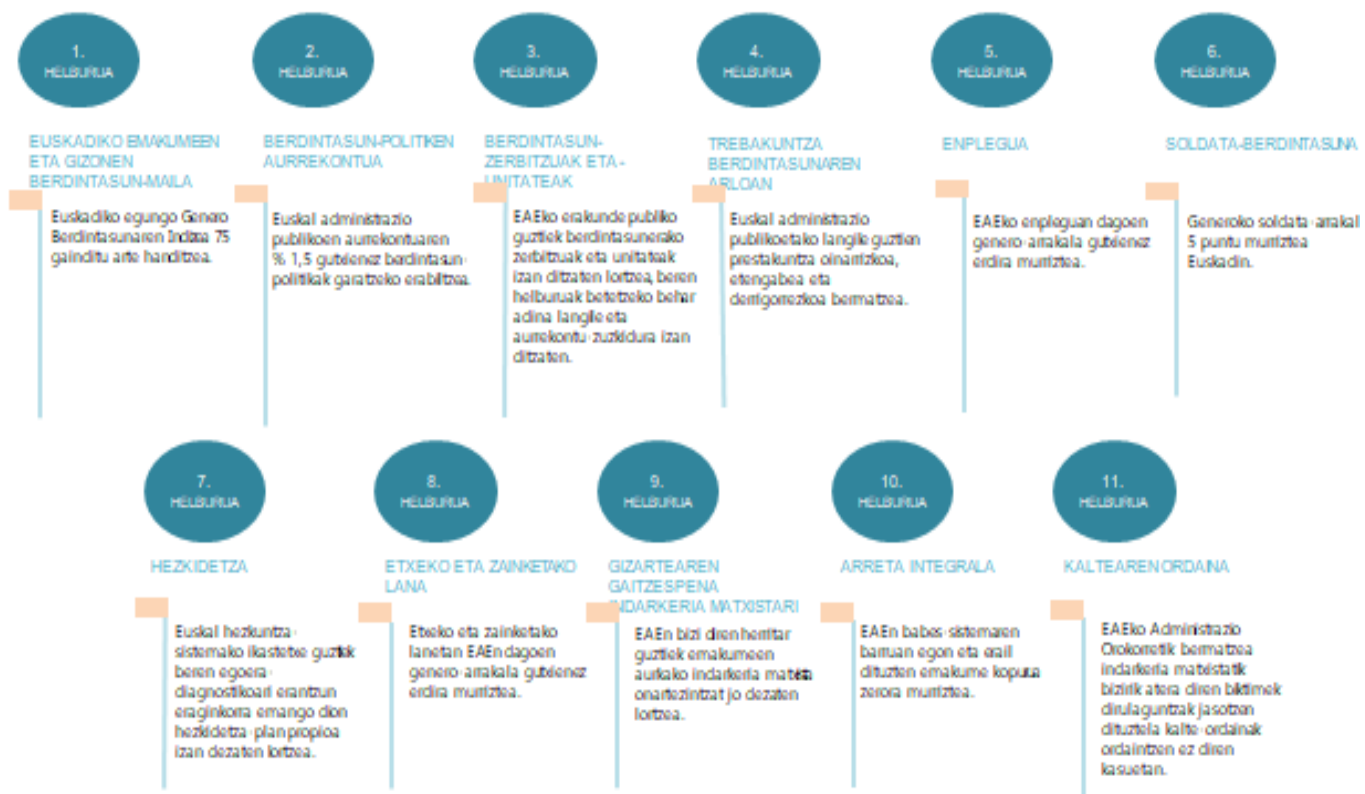 1.
HELBURUA
EUSKADIKO EMAKUMEEN
ETA GIZONEN
BERDINTASUN-MAILA
Euskadiko egungo Genero
Berdintasunaren Indizea 75
gainditu arte handitzea.
2.
HELBURUA
BERDINTASUN-POLITIKEN
AURREKONTUA
Euskal administrazio
publikoen aurrekontuaren
% 1,5 gutxienez berdintasun-
politikak garatzeko erabiltzea.
3.
HELBURUA
BERDINTASUN-
ZERBITZUAK ETA -
UNITATEAK
EAEko erakunde publiko
guztiek berdintasunerako
zerbitzuak eta unitateak
izan ditzaten lortzea, beren
helburuak betetzeko behar
adina langile eta
aurrekontu-zuzkidura izan
ditzaten.
4.
HELBURUA
TREBAKUNTZA
BERDINTASUNAREN
ARLOAN
Euskal administrazio
publikoetako langile guztien
prestakuntza oinarrizkoa,
etengabea eta
derrigorrezkoa bermatzea.
5.
HELBURUA
ENPLEGUA
EAEko enpleguan dagoen
genero-arrakala gutxienez
erdira murriztea.
6.
HELBURUA
SOLDATA-BERDINTASUNA
Generoko soldata-arrakal
5 puntu murriztea
Euskadin.
7.
HELBURUA
HEZKIDETZA
Euskal hezkuntza-
sistemako ikastetxe guztiek
beren egoera-
diagnostikoari erantzun
eraginkorra emango dion
hezkidetza-plan propioa
izan dezaten lortzea.
8.
HELBURUA
ETXEKO ETA ZAINKETAKO
LANA
Etxeko eta zainketako
lanetan EAEn dagoen
genero-arrakala gutxienez
erdira murriztea.
9.
HELBURUA
GIZARTEAREN
GAITZESPENA
INDARKERIA MATXISTARI
EAEn bizi diren herritar
guztiek emakumeen
aurkako indarkeria matxista
onartezintzat jo dezaten
lortzea.
10.
HELBURUA
ARRETA INTEGRALA
EAEn babes-sistemaren
barruan egon eta erail
dituzten emakume kopurua
zerora murriztea.
11.
HELBURUA
KALTEAREN ORDAINA
EAEko Administrazio
Orokorretik bermatzea
indarkeria matxistatik
bizirik atera diren biktimek
dirulaguntzak jasotzen
dituztela kalte-ordainak
ordaintzen ez diren
kasuetan.